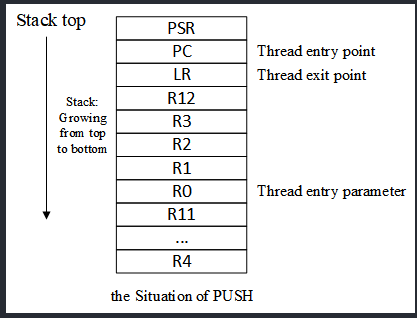 Stack top
PSR
PC Thread entry point
LR Thread exit point
R12
Stack:
Growing
from top
to bottom
R3
R2
R1
R0 Thread entry parameter
R11
...
R4
the Situation of PUSH